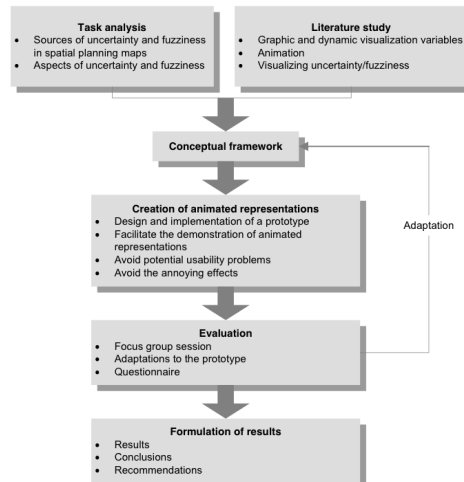 Task analysis
• Sources of uncertainty and fuzziness
in spatial planning maps
• Aspects of uncertainty and fuzziness
Literature study
• Graphic and dynamic visualization variables
• Animation
• Visualizing uncertainty/fuzziness
Conceptual framework
Creation of animated representations
• Design and implementation of a prototype
• Facilitate the demonstration of animated
representations
• Avoid potential usability problems
• Avoid the annoying effects
Adaptation
Evaluation
• Focus group session
• Adaptations to the prototype
• Questionnaire
Formulation of results
• Results
• Conclusions
• Recommendations